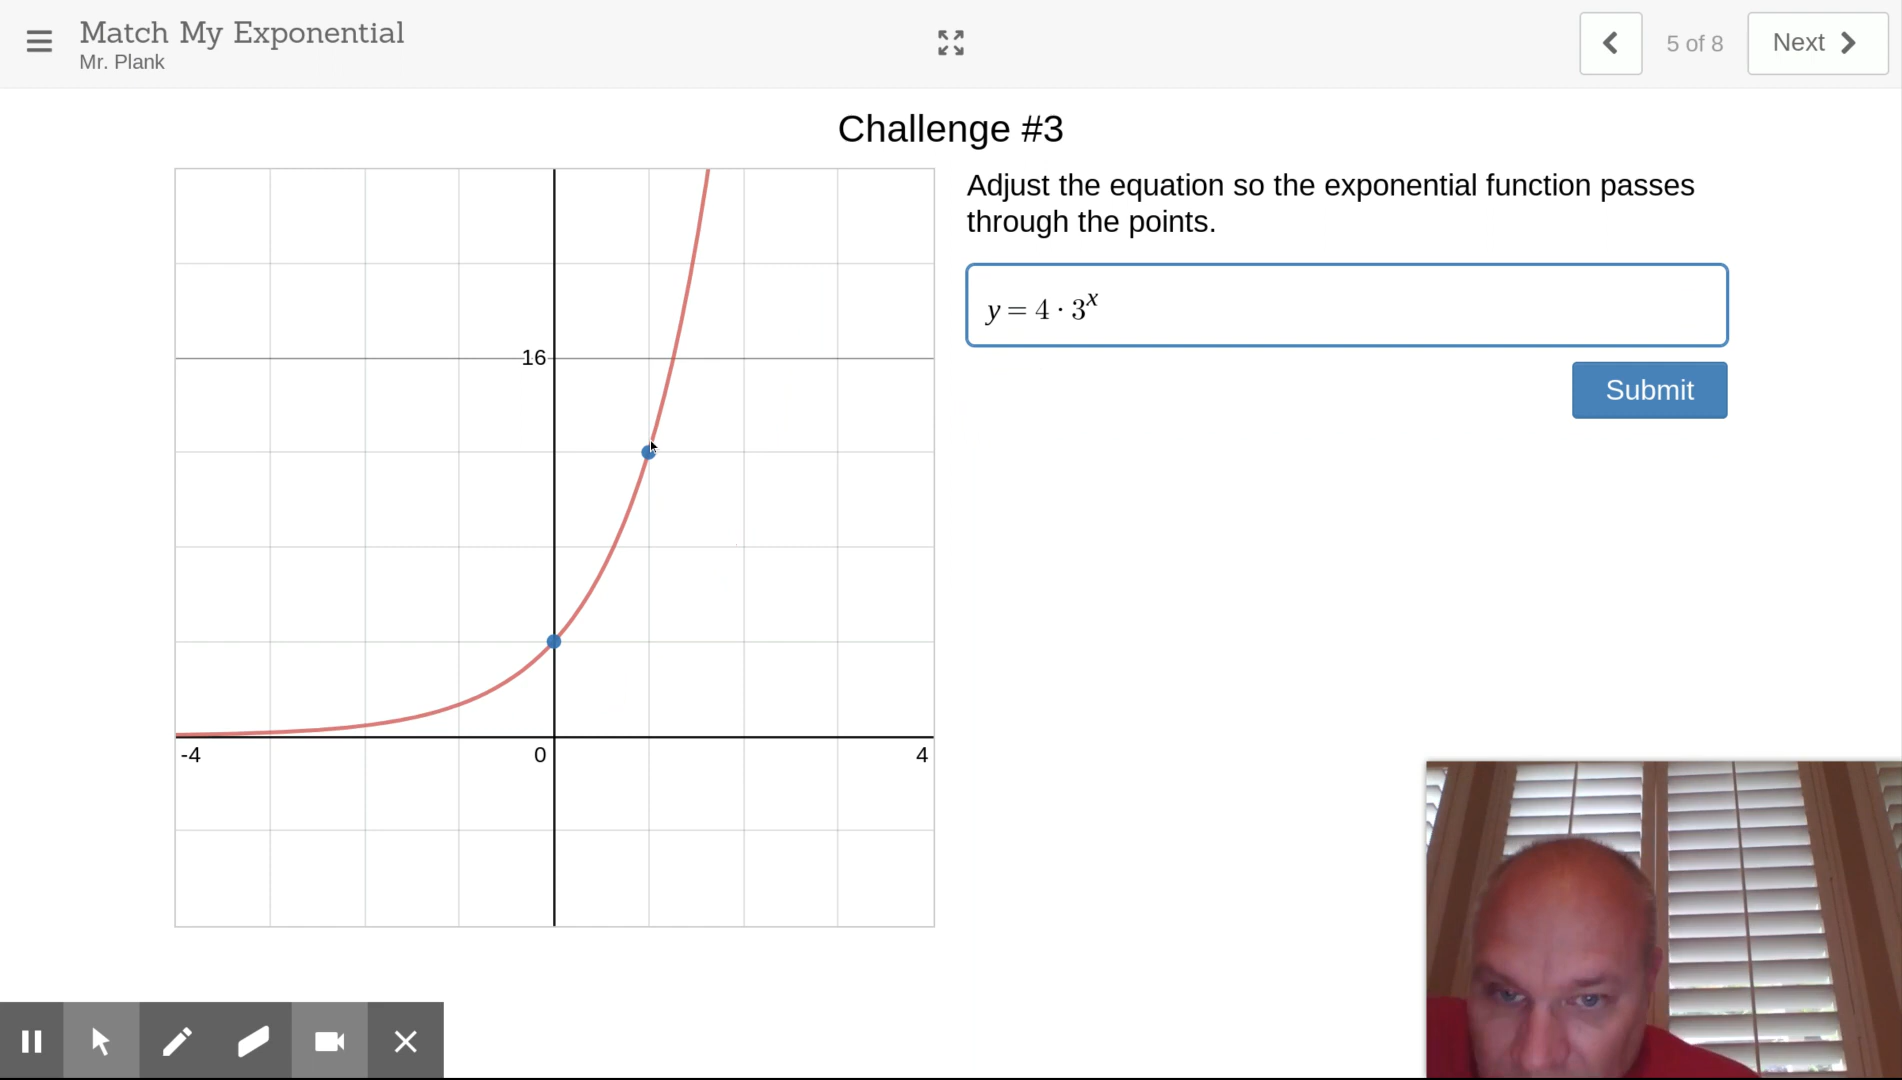 Match My Exponential
Mr. Plank
5 of 8
Next
Challenge #3
Adjust the equation so the exponential function passes
through the points.
y = 4 · 3^x
Submit
16
-4
0
4